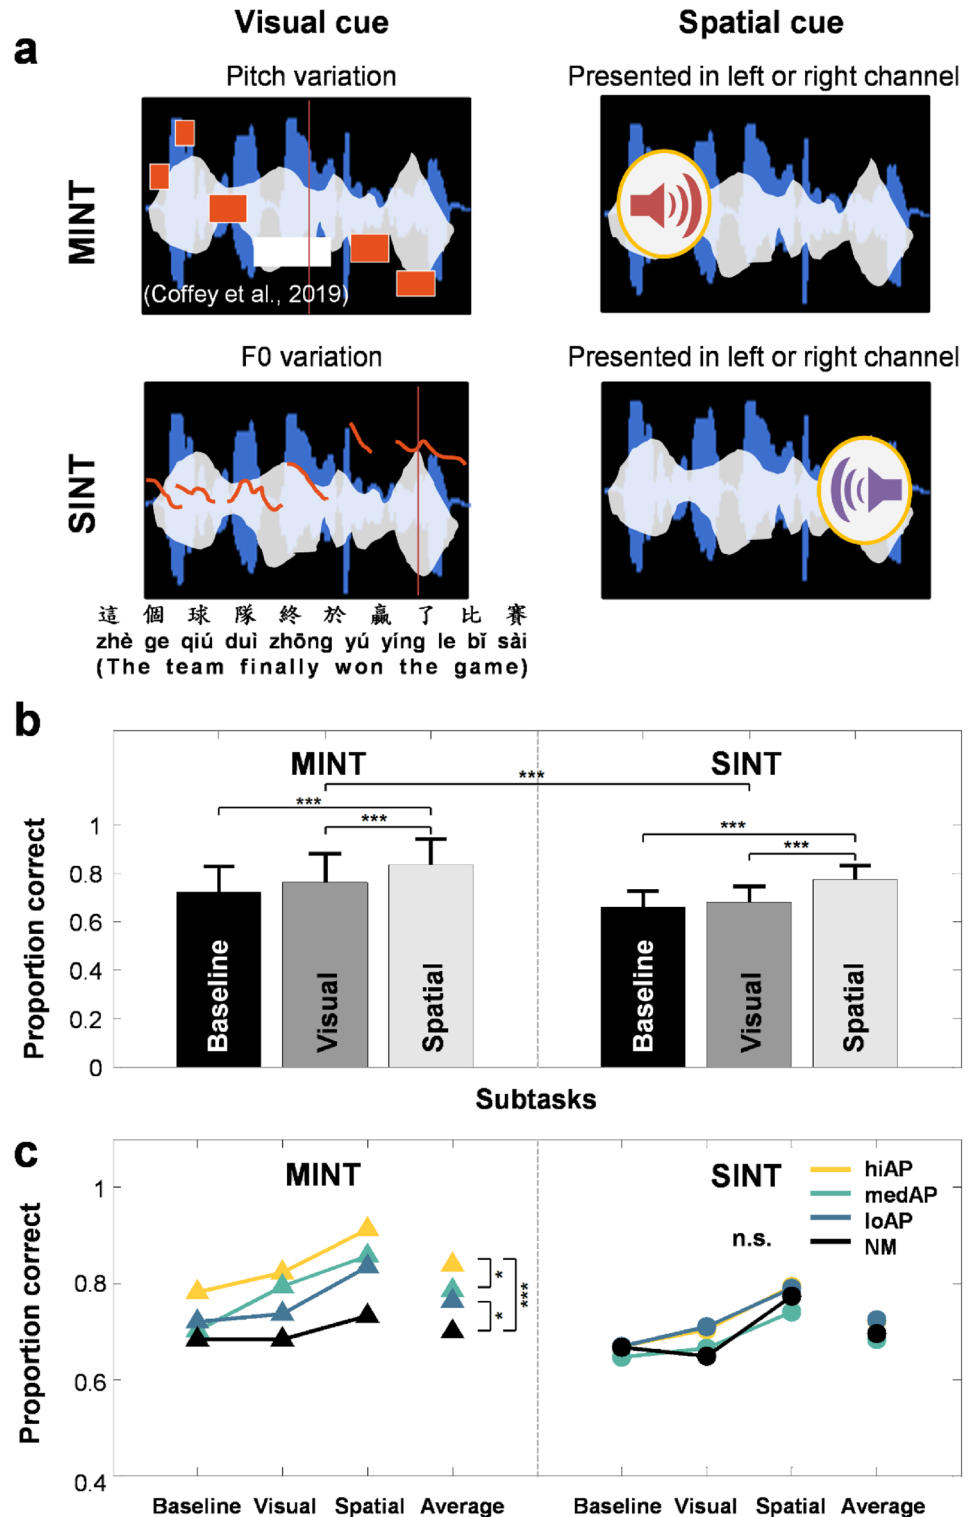 a
Visual cue
Spatial cue
Pitch variation
Presented in left or right channel
MINT
(Coffey et al., 2019)
F0 variation
Presented in left or right channel
SINT
這 個 球 隊 終 於 贏 了 比 賽
zhè ge qiú duì zhōng yú yíng le bǐ sài
(The team finally won the game)
b
MINT
SINT
***
***
***
***
***
Proportion correct
1
0.8
0.6
0.4
0.2
0
Baseline
Visual
Spatial
Baseline
Visual
Spatial
Subtasks
c
MINT
SINT
hiAP
medAP
loAP
NM
n.s.
*
*
***
Proportion correct
1
0.8
0.6
0.4
Baseline Visual Spatial Average
Baseline Visual Spatial Average